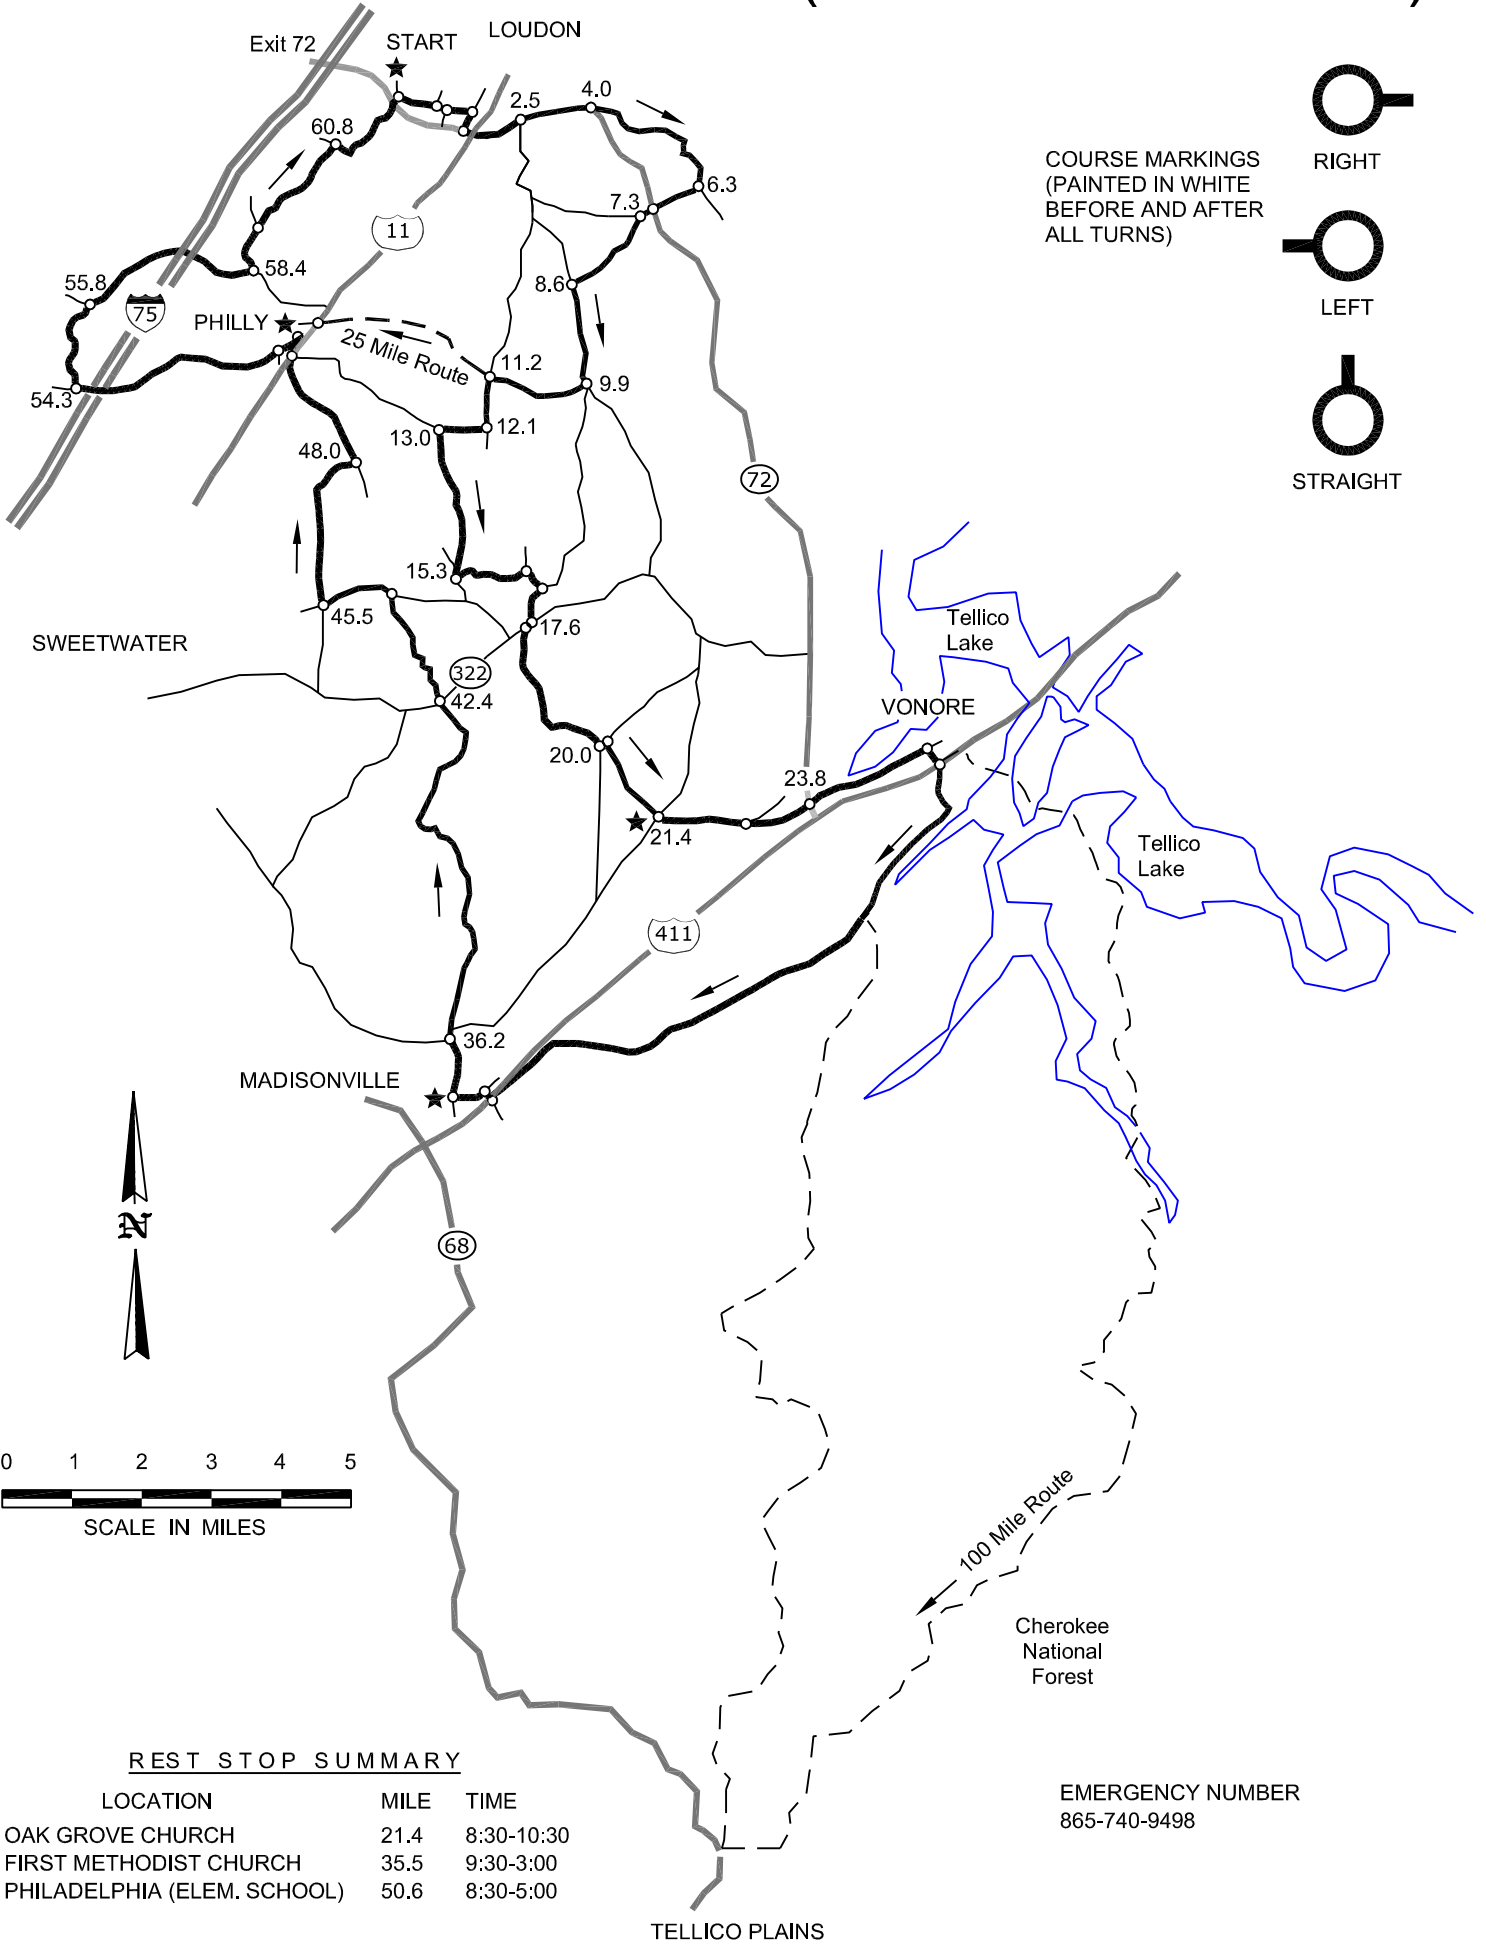 LOUDON
START
Exit 72
2.5
4.0
60.8
6.3
7.3
11
58.4
8.6
55.8
75
PHILLY
25 Mile Route
11.2
9.9
54.3
13.0
12.1
48.0
72
15.3
45.5
17.6
SWEETWATER
322
42.4
20.0
23.8
21.4
VONORE
Tellico
Lake
Tellico
Lake
411
36.2
MADISONVILLE
68
COURSE MARKINGS
(PAINTED IN WHITE
BEFORE AND AFTER
ALL TURNS)
RIGHT
LEFT
STRAIGHT
N
0 1 2 3 4 5
SCALE IN MILES
100 Mile Route
Cherokee
National
Forest
REST STOP SUMMARY
LOCATION MILE TIME
OAK GROVE CHURCH 21.4 8:30-10:30
FIRST METHODIST CHURCH 35.5 9:30-3:00
PHILADELPHIA (ELEM. SCHOOL) 50.6 8:30-5:00
EMERGENCY NUMBER
865-740-9498
TELLICO PLAINS